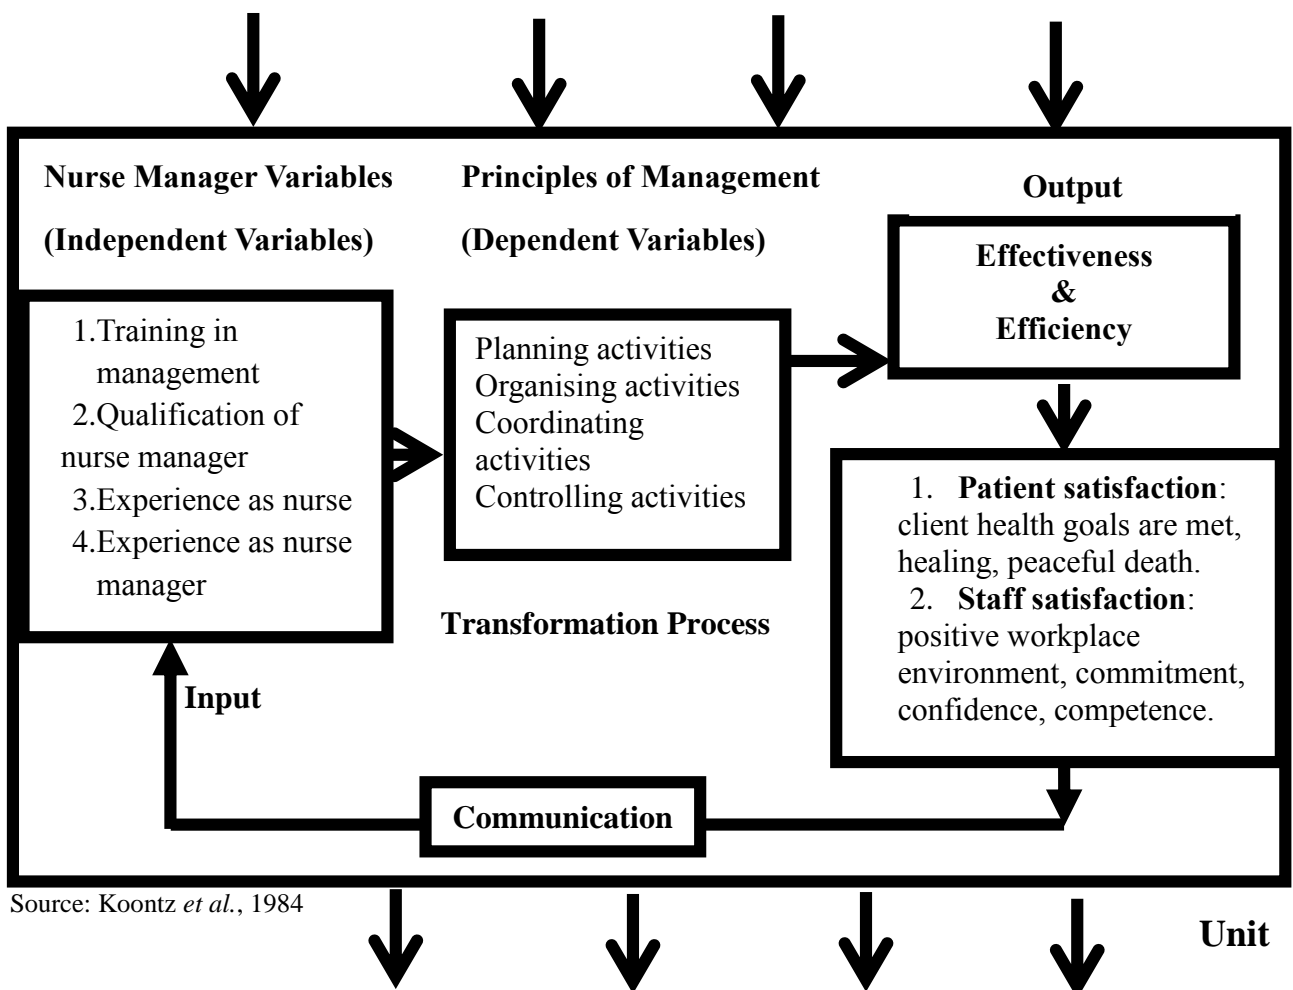 Nurse Manager Variables
(Independent Variables)
1.Training in
management
2.Qualification of
nurse manager
3.Experience as nurse
4.Experience as nurse
manager
Input
Principles of Management
(Dependent Variables)
Planning activities
Organising activities
Coordinating
activities
Controlling activities
Transformation Process
Output
Effectiveness
&
Efficiency
1. Patient satisfaction:
client health goals are met,
healing, peaceful death.
2. Staff satisfaction:
positive workplace
environment, commitment,
confidence, competence.
Communication
Source: Koontz et al., 1984
Unit